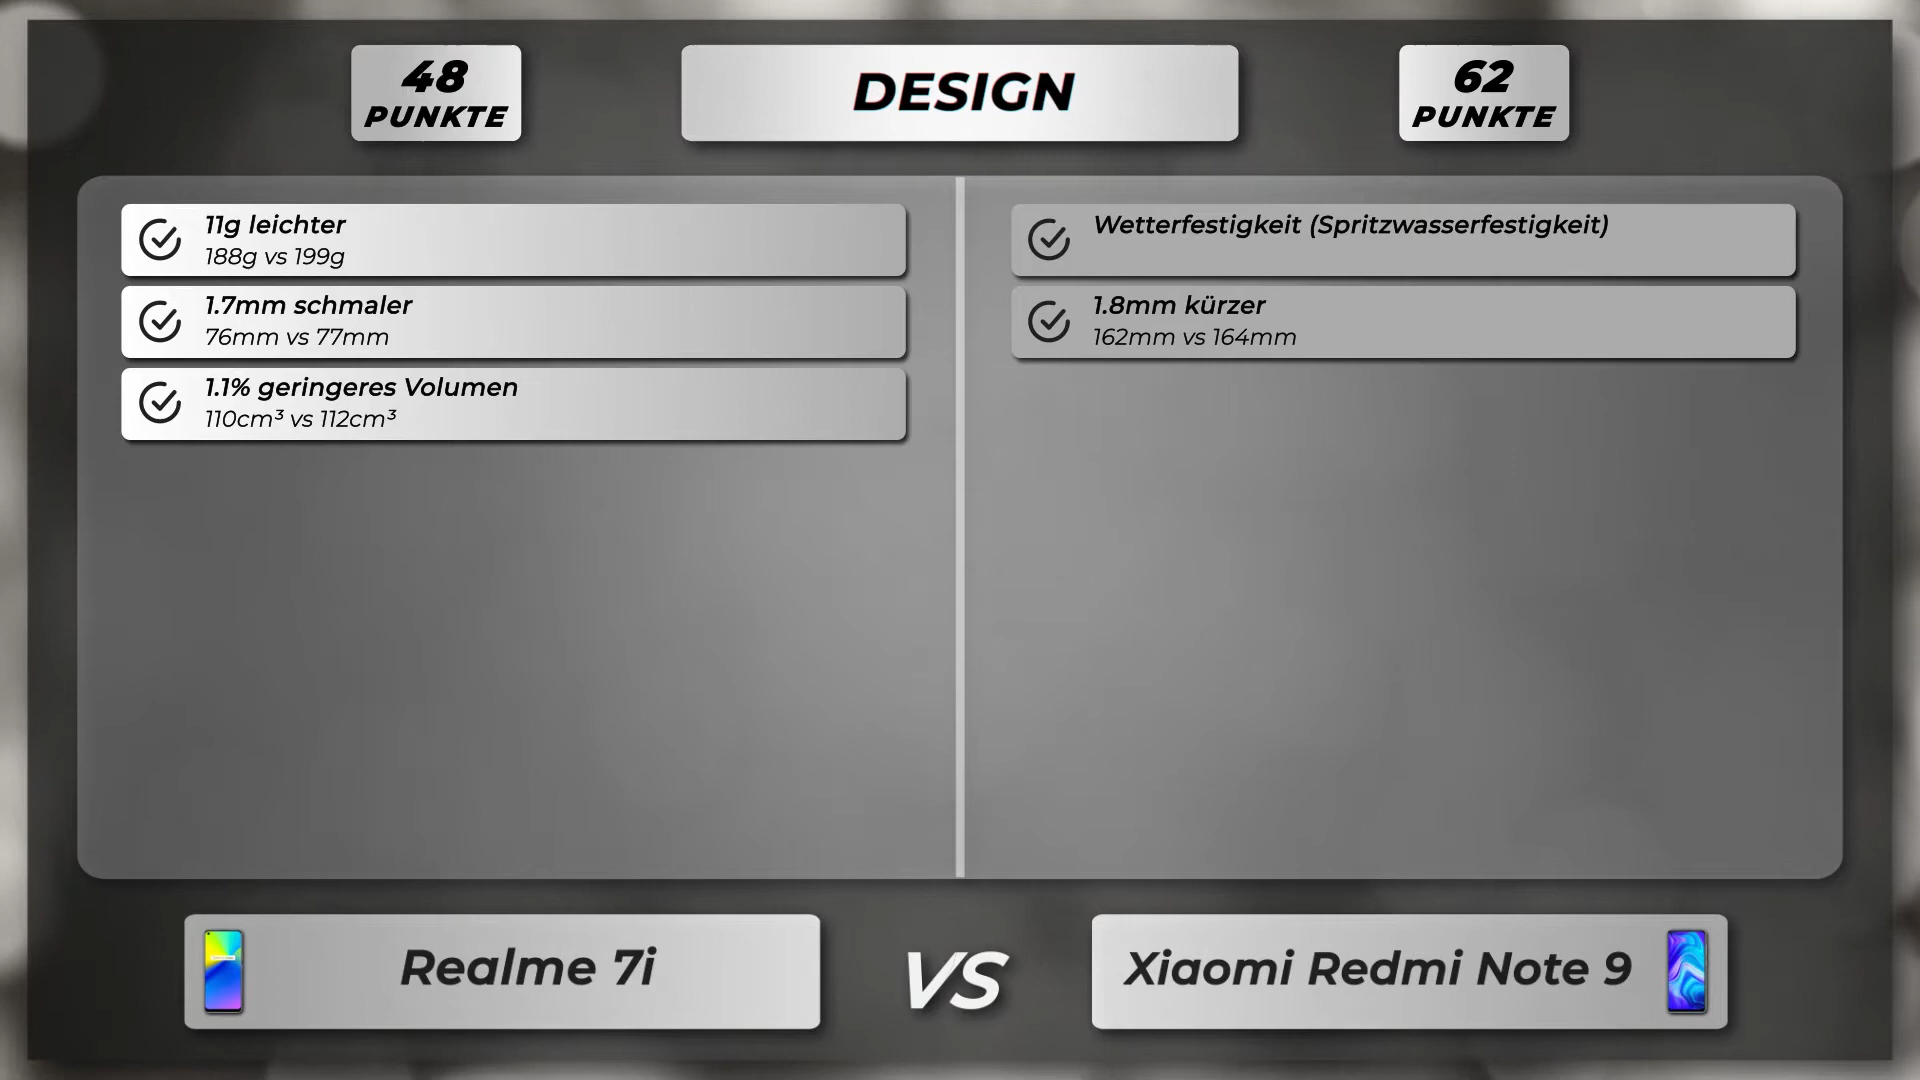 48
PUNKTE
DESIGN
62
PUNKTE
11g leichter
188g vs 199g
1.7mm schmaler
76mm vs 77mm
1.1% geringeres Volumen
110cm³ vs 112cm³
Wetterfestigkeit (Spritzwasserfestigkeit)
1.8mm kürzer
162mm vs 164mm
Realme 7i
VS
Xiaomi Redmi Note 9